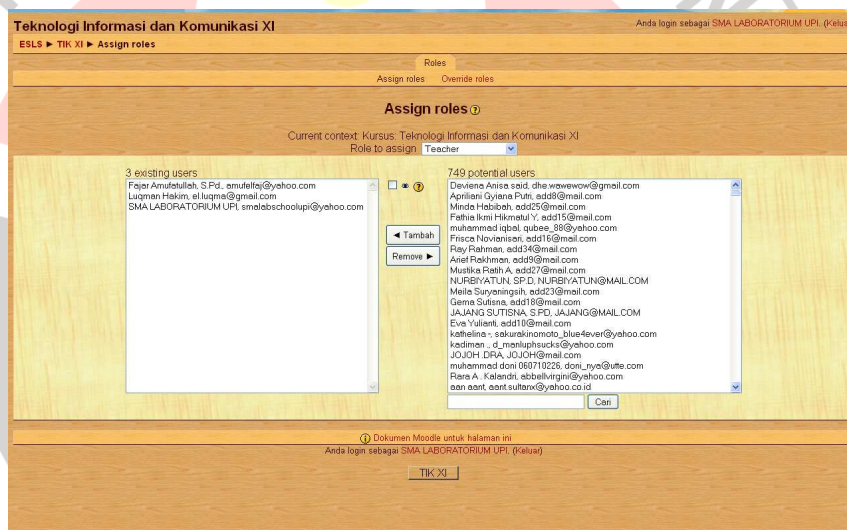 Teknologi Informasi dan Komunikasi XI
Anda login sebagai SMA LABORATORIUM UPI. (Kelua
ESLS ► TIK XI ► Assign roles
Roles
Assign roles Override roles
Assign roles
Current context: Kursus: Teknologi Informasi dan Komunikasi XI
Role to assign Teacher
3 existing users
Fajar Amufatullah, S.Pd., amufelfaj@yahoo.com
Luqman Hakim, el.luqma@gmail.com
SMA LABORATORIUM UPI, smalabschoolupi@yahoo.com
◄ Tambah
Remove ►
749 potential users
Deviena Anisa said, dhe.wawewow@gmail.com
Apriliani Gyiana Putri, add8@mail.com
Minda Habibah, add25@mail.com
Fathia Ikmi Hikmatul Y, add15@mail.com
muhammad iqbal, qubee_88@yahoo.com
Frisca Novianisari, add16@mail.com
Ray Rahman, add34@mail.com
Arief Rakhman, add9@mail.com
Mustika Ratih A, add27@mail.com
NURBIYATUN, SP.D, NURBIYATUN@MAIL.COM
Meila Suryaningsih, add23@mail.com
Gema Sutisna, add18@mail.com
JAJANG SUTISNA, S.PD, JAJANG@MAIL.COM
Eva Yulianti, add10@mail.com
kathelina -, sakurakinomoto_blue4ever@yahoo.com
kadiman ., d_manluphsucks@yahoo.com
JOJOH .DRA, JOJOH@mail.com
muhammad doni 060710226, doni_nya@utte.com
Rara A . Kalandri, abbellvirgini@yahoo.com
aan aant, aant.sultanx@yahoo.co.id
Cari
Dokumen Moodle untuk halaman ini
Anda login sebagai SMA LABORATORIUM UPI. (Keluar)
TIK XI